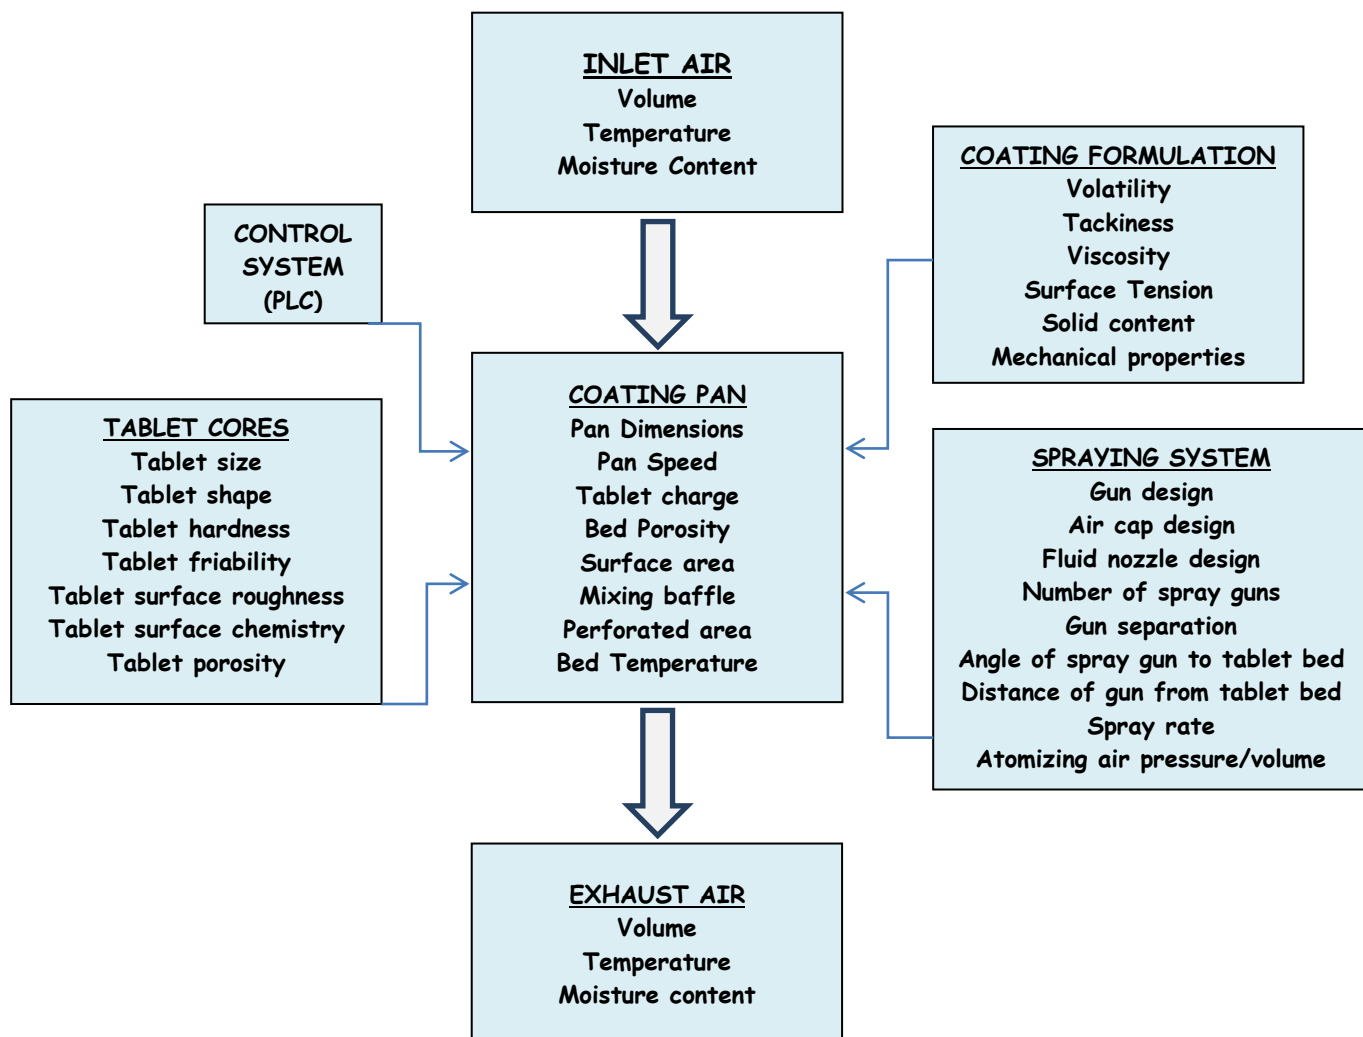 INLET AIR
Volume
Temperature
Moisture Content
COATING FORMULATION
Volatility
Tackiness
Viscosity
Surface Tension
Solid content
Mechanical properties
CONTROL
SYSTEM
(PLC)
COATING PAN
Pan Dimensions
Pan Speed
Tablet charge
Bed Porosity
Surface area
Mixing baffle
Perforated area
Bed Temperature
TABLET CORES
Tablet size
Tablet shape
Tablet hardness
Tablet friability
Tablet surface roughness
Tablet surface chemistry
Tablet porosity
SPRAYING SYSTEM
Gun design
Air cap design
Fluid nozzle design
Number of spray guns
Gun separation
Angle of spray gun to tablet bed
Distance of gun from tablet bed
Spray rate
Atomizing air pressure/volume
EXHAUST AIR
Volume
Temperature
Moisture content